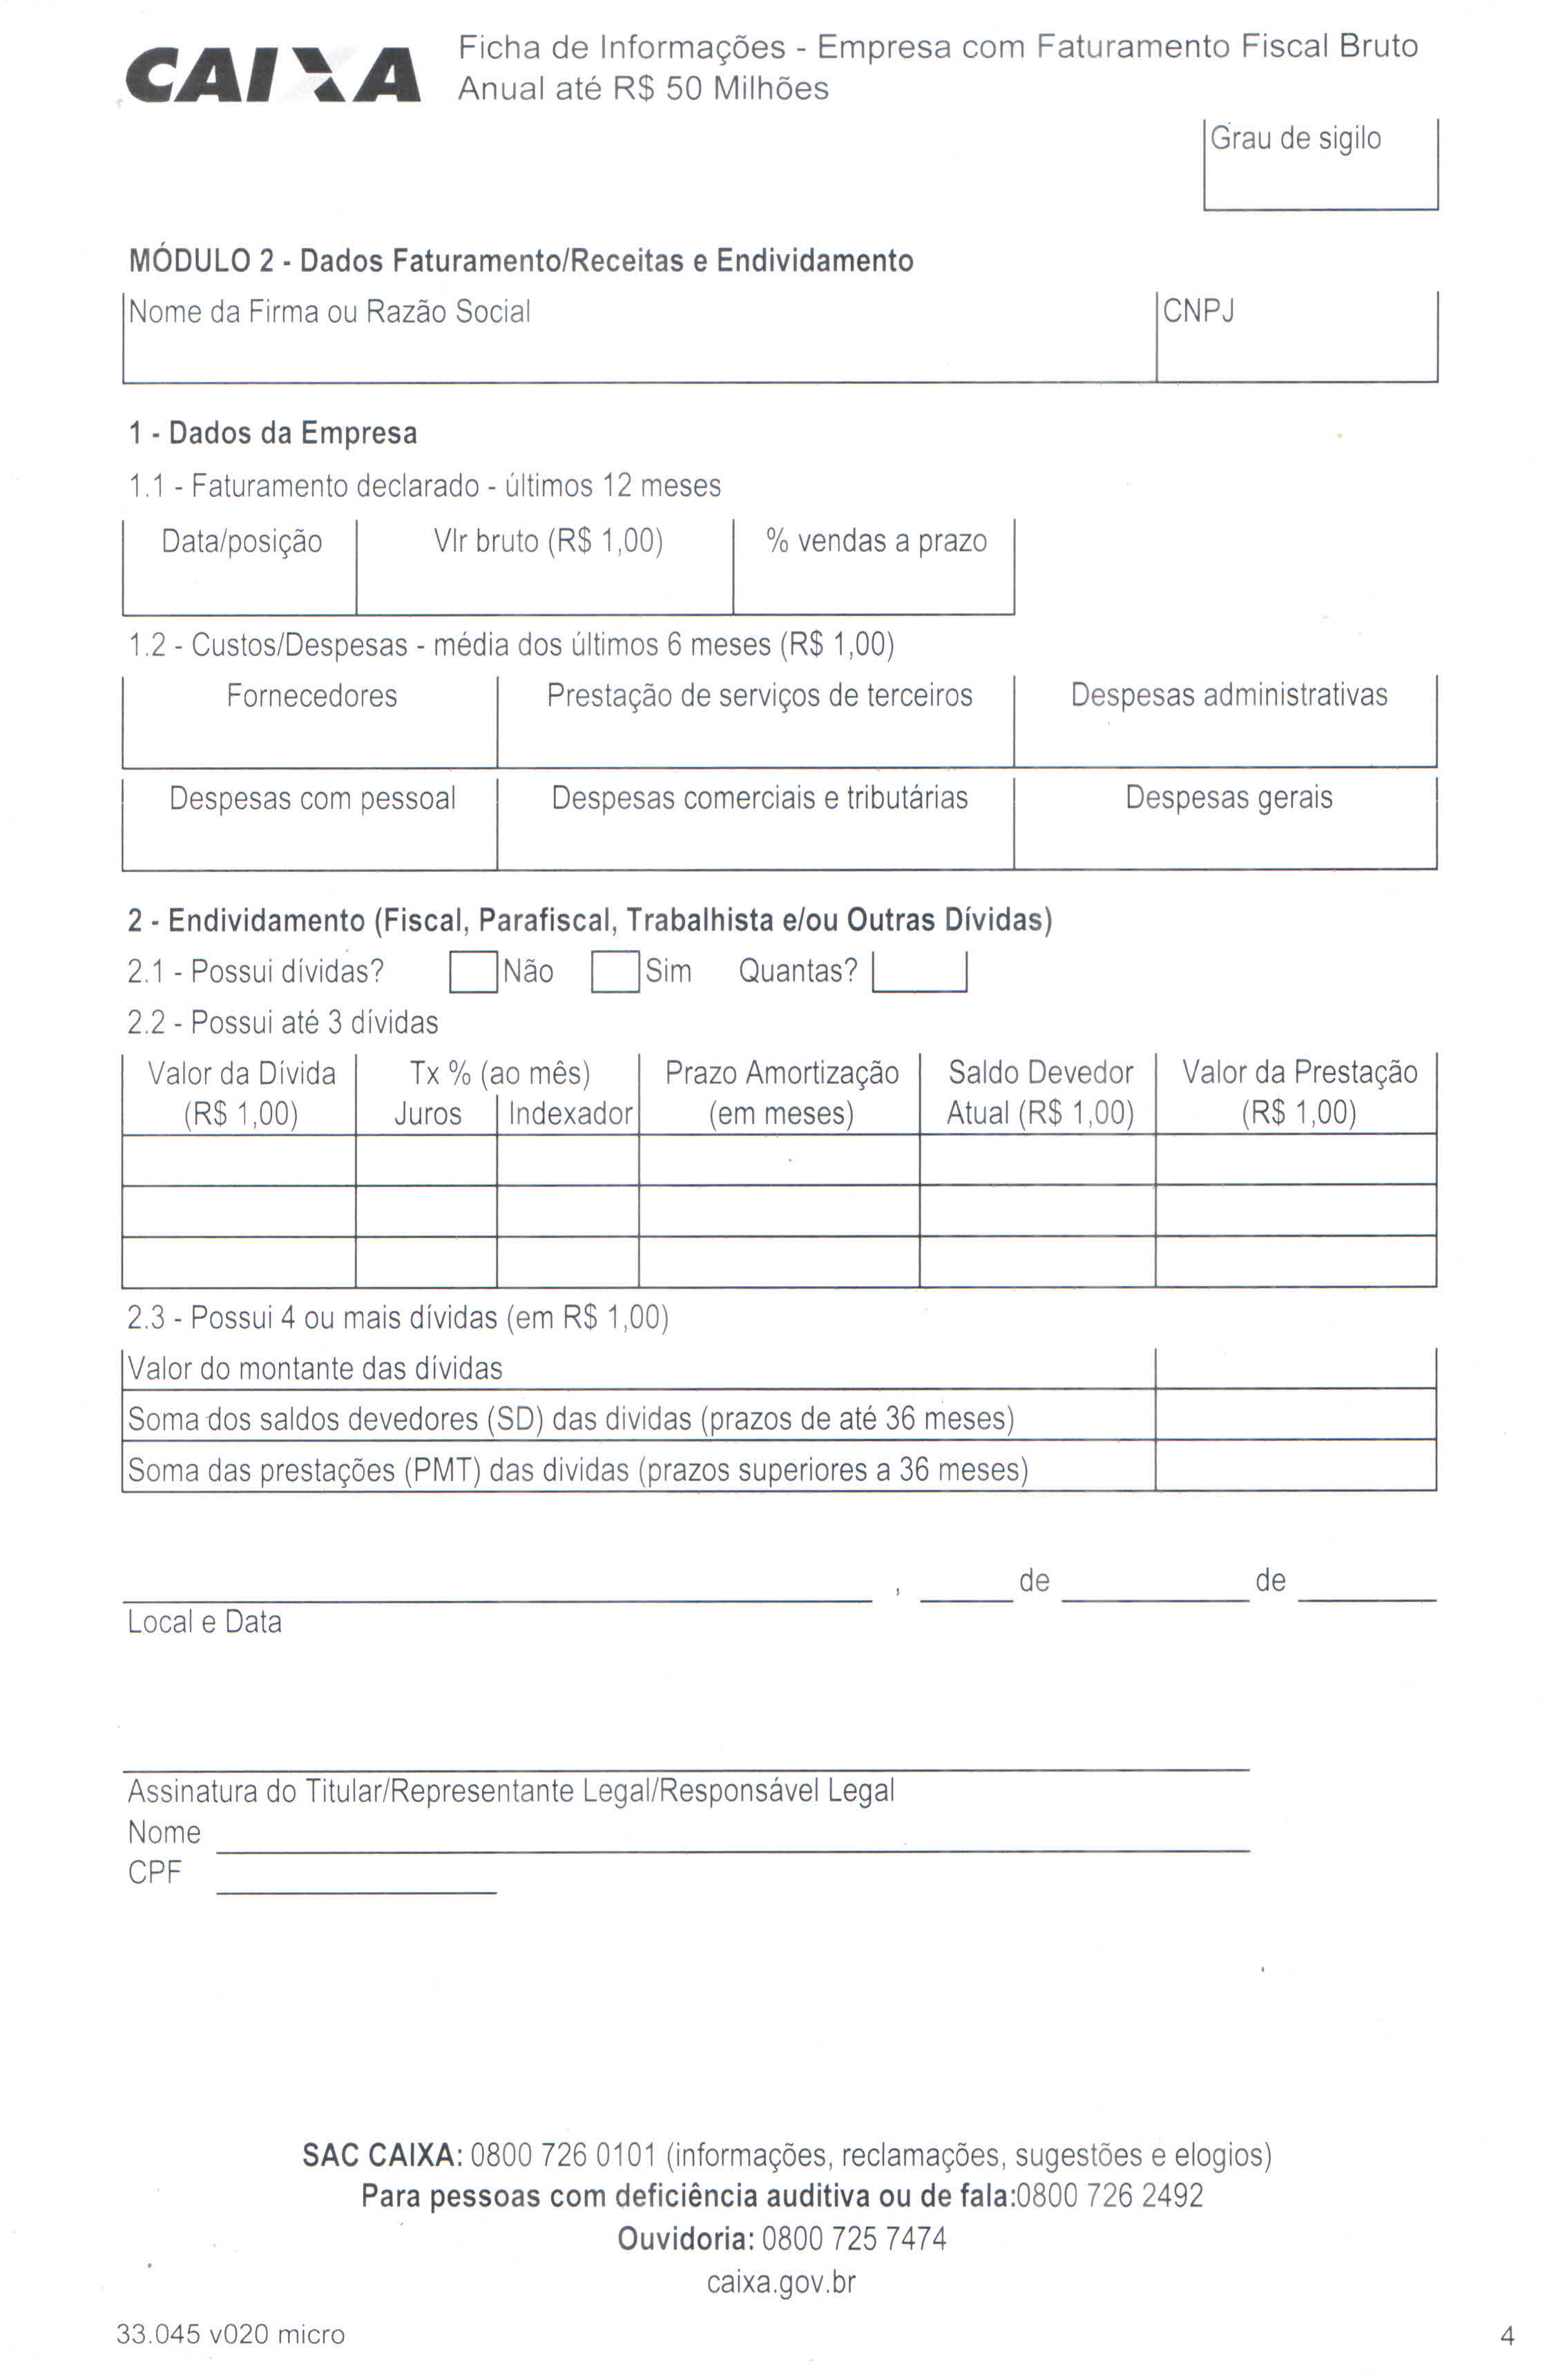 CAIXA
Ficha de Informações - Empresa com Faturamento Fiscal Bruto
Anual até R$ 50 Milhões
Grau de sigilo
MÓDULO 2 - Dados Faturamento/Receitas e Endividamento
Nome da Firma ou Razão Social CNPJ
1 - Dados da Empresa
1.1 - Faturamento declarado - últimos 12 meses
Data/posição Vlr bruto (R$ 1,00) % vendas a prazo
1.2 - Custos/Despesas - média dos últimos 6 meses (R$ 1,00)
Fornecedores Prestação de serviços de terceiros Despesas administrativas
Despesas com pessoal Despesas comerciais e tributárias Despesas gerais
2 - Endividamento (Fiscal, Parafiscal, Trabalhista e/ou Outras Dívidas)
2.1 - Possui dívidas? Não Sim Quantas?
2.2 - Possui até 3 dívidas
Valor da Dívida Tx % (ao mês) Prazo Amortização Saldo Devedor Valor da Prestação
(R$ 1,00) Juros Indexador (em meses) Atual (R$ 1,00) (R$ 1,00)
2.3 - Possui 4 ou mais dívidas (em R$ 1,00)
Valor do montante das dívidas
Soma dos saldos devedores (SD) das dividas (prazos de até 36 meses)
Soma das prestações (PMT) das dividas (prazos superiores a 36 meses)
, de de
Local e Data
Assinatura do Titular/Representante Legal/Responsável Legal
Nome
CPF
SAC CAIXA: 0800 726 0101 (informações, reclamações, sugestões e elogios)
Para pessoas com deficiência auditiva ou de fala:0800 726 2492
Ouvidoria: 0800 725 7474
caixa.gov.br
33.045 v020 micro 4